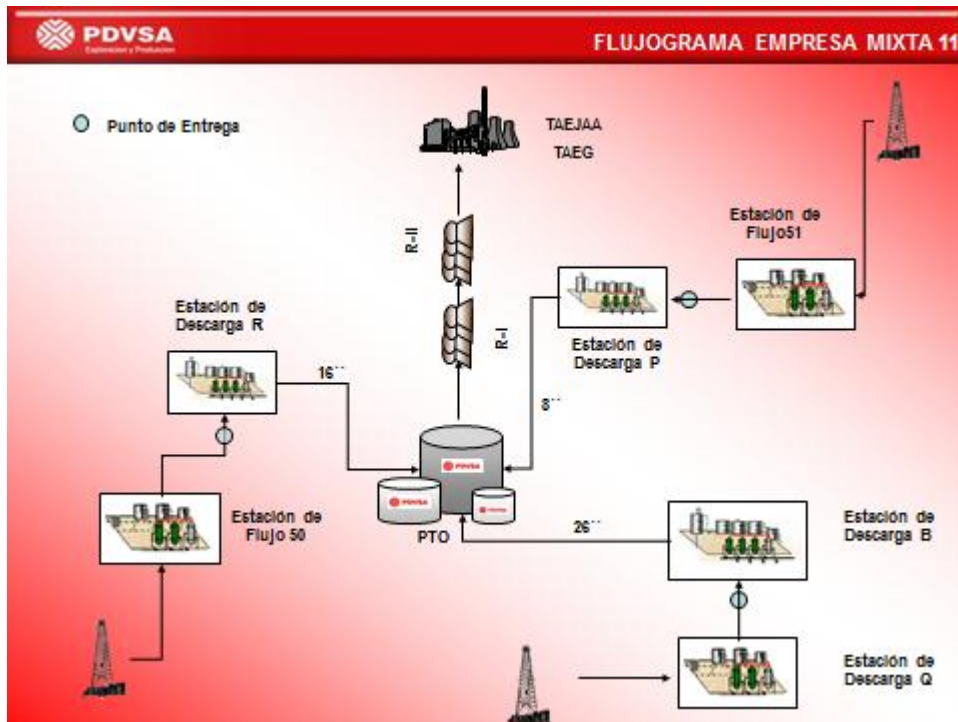 PDVSA
Exploración y Producción
FLUJOGRAMA EMPRESA MIXTA 11
Punto de Entrega
TAEJAA
TAEG
R-II
R-I
Estación de
Flujo51
Estación de
Descarga P
8´´
Estación de
Descarga R
16´´
Estación de
Flujo 50
PDVSA
PDVSA
PDVSA
PTO
26´´
Estación de
Descarga B
Estación de
Descarga Q